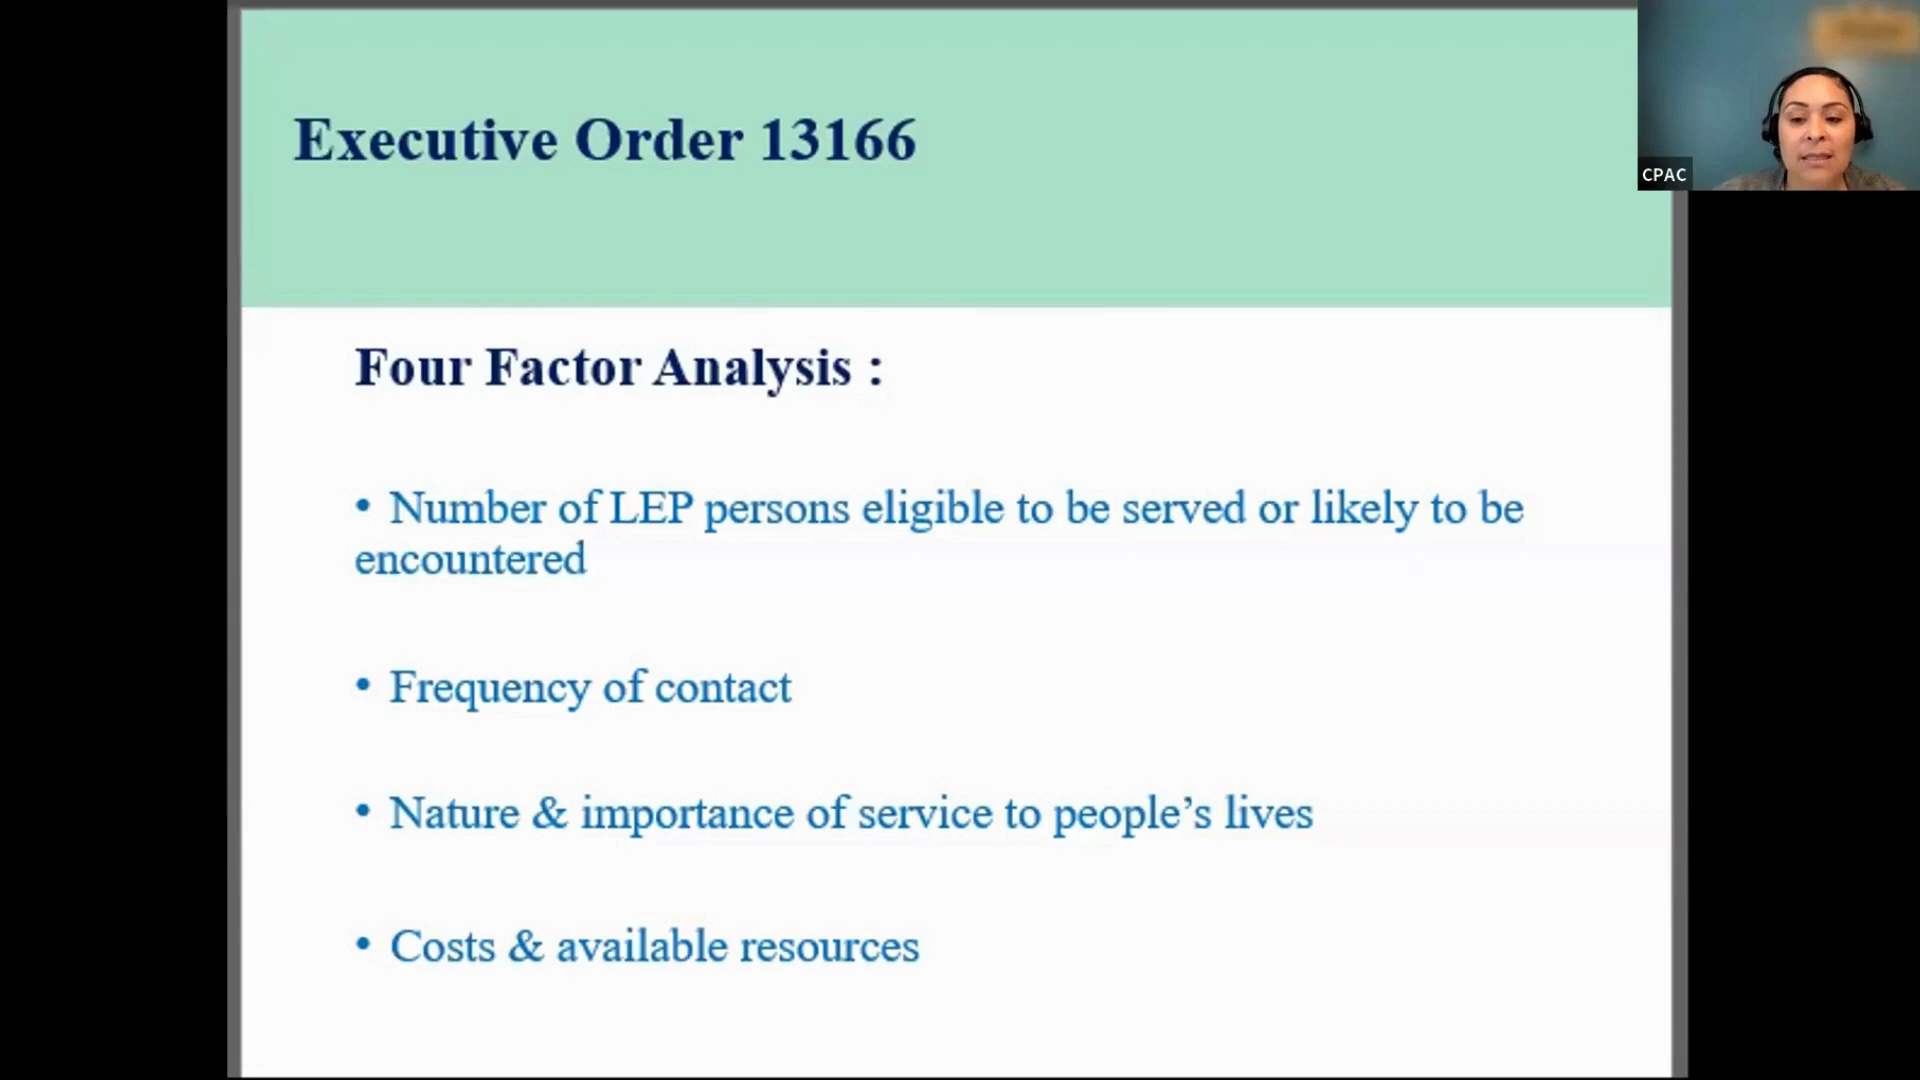 Executive Order 13166
CPAC
Four Factor Analysis :
• Number of LEP persons eligible to be served or likely to be
encountered
• Frequency of contact
• Nature & importance of service to people’s lives
• Costs & available resources